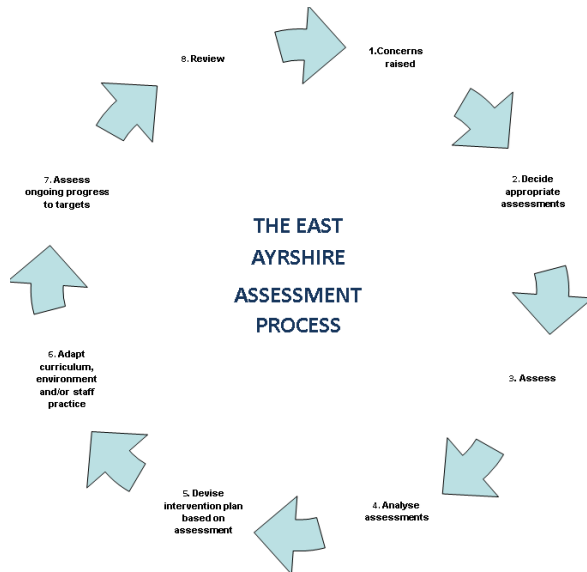 THE EAST
AYRSHIRE
ASSESSMENT
PROCESS
1.Concerns
raised
2. Decide
appropriate
assessments
3. Assess
4. Analyse
assessments
5. Devise
intervention plan
based on
assessment
6. Adapt
curriculum,
environment
and/or staff
practice
7. Assess
ongoing progress
to targets
8. Review